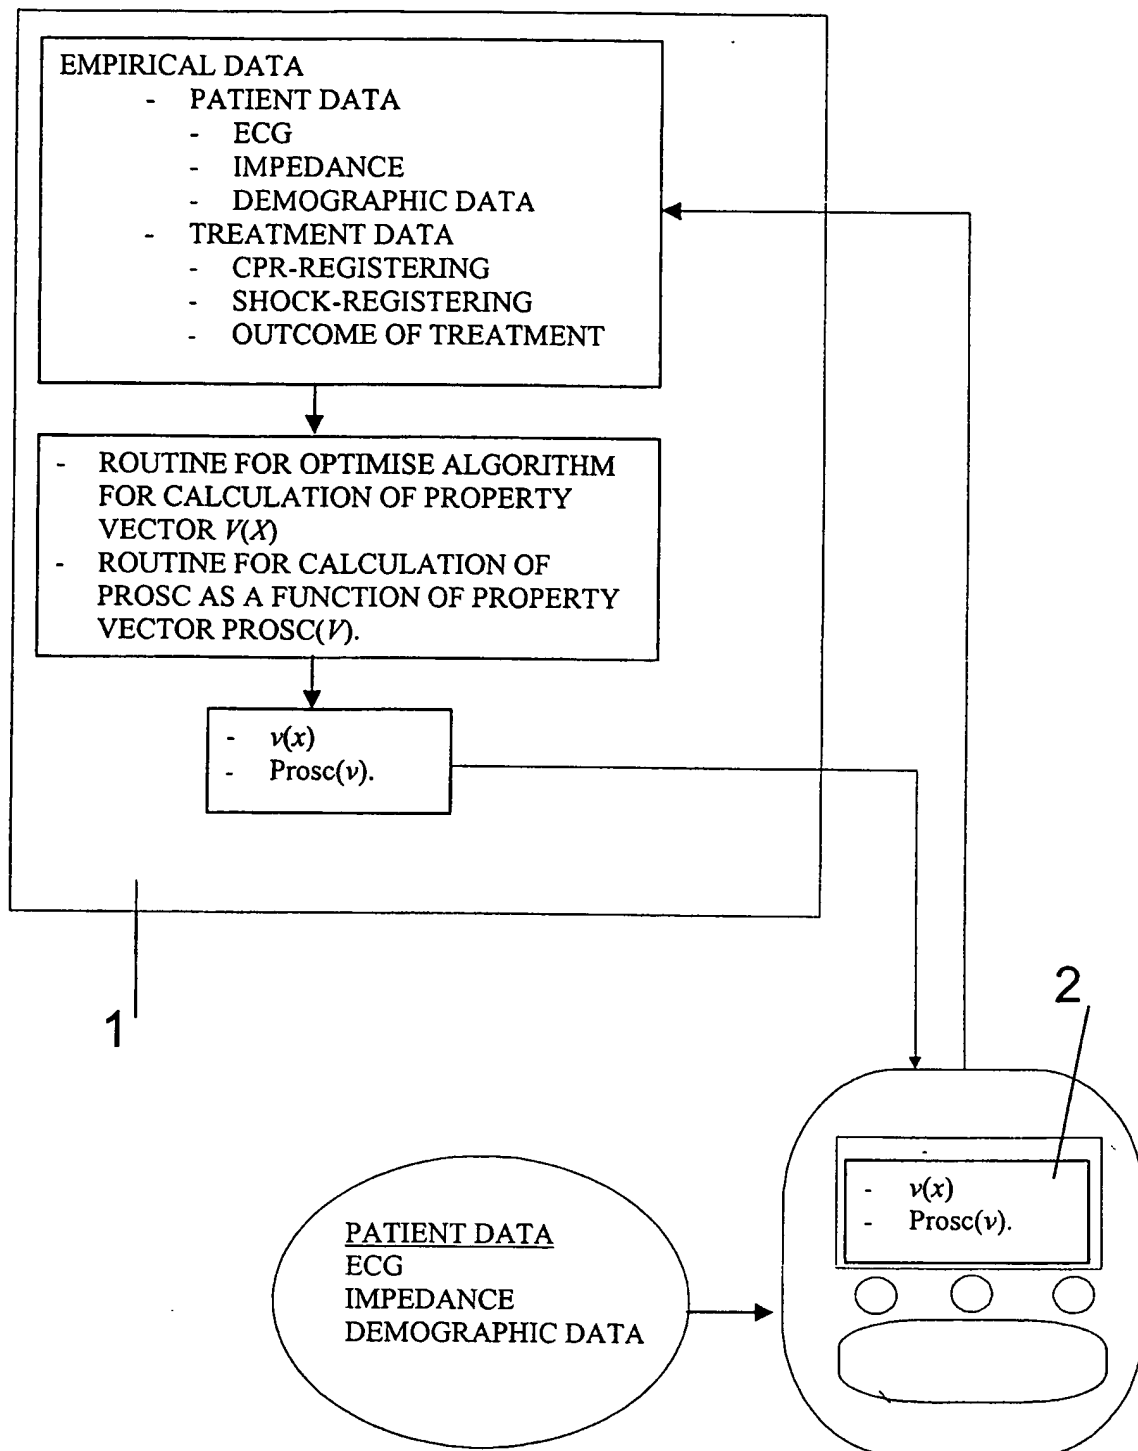 EMPIRICAL DATA
- PATIENT DATA
- ECG
- IMPEDANCE
- DEMOGRAPHIC DATA
- TREATMENT DATA
- CPR-REGISTERING
- SHOCK-REGISTERING
- OUTCOME OF TREATMENT
- ROUTINE FOR OPTIMISE ALGORITHM
FOR CALCULATION OF PROPERTY
VECTOR V(X)
- ROUTINE FOR CALCULATION OF
PROSC AS A FUNCTION OF PROPERTY
VECTOR PROSC(V).
- v(x)
- Prosc(v).
1
2
- v(x)
- Prosc(v).
PATIENT DATA
ECG
IMPEDANCE
DEMOGRAPHIC DATA